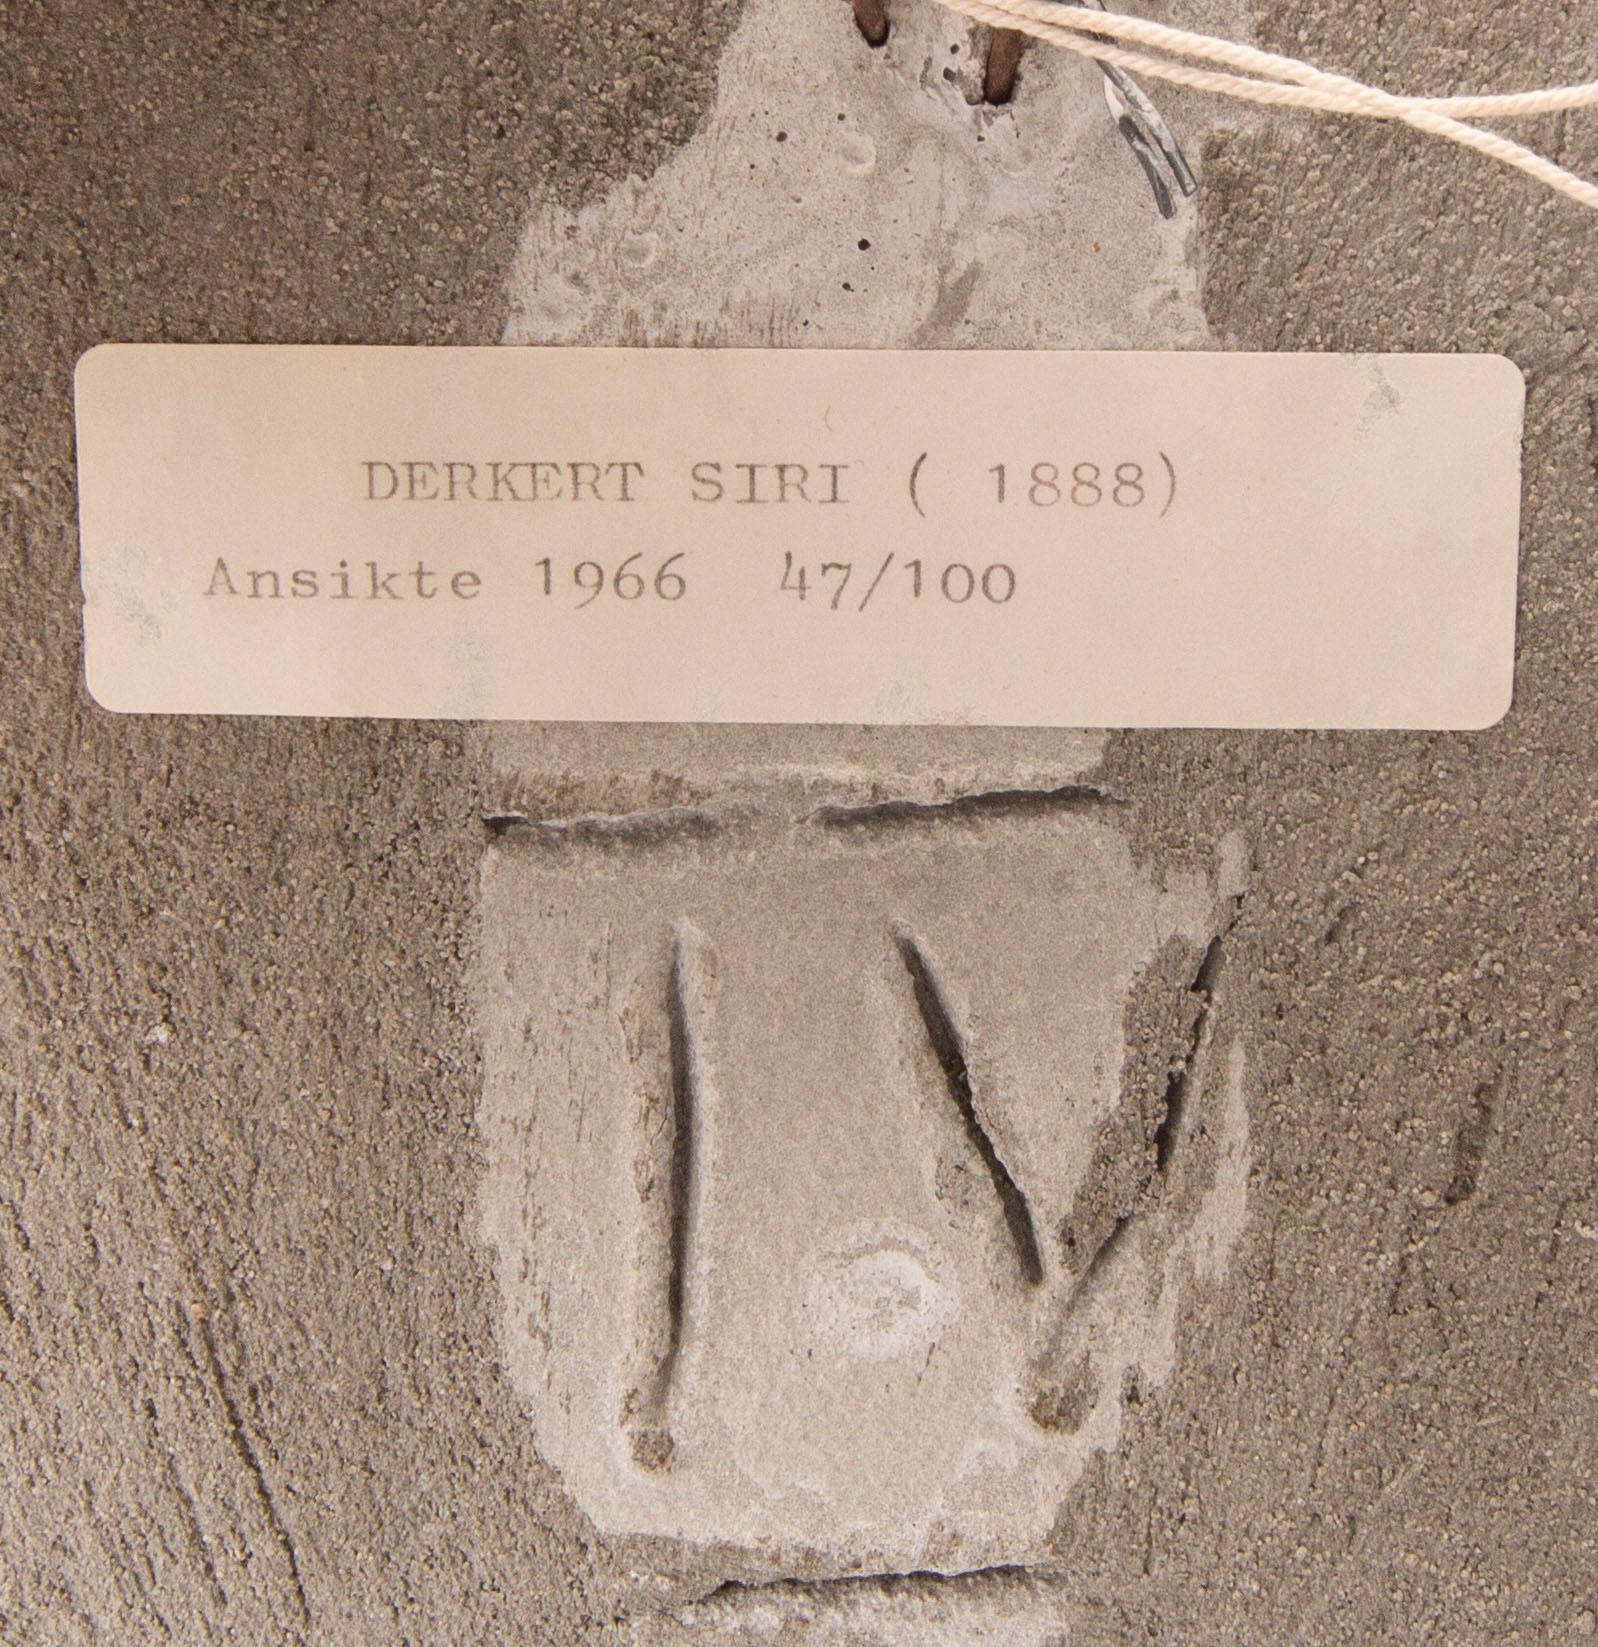 DERKERT SIRI ( 1888)
Ansikte 1966 47/100
IV